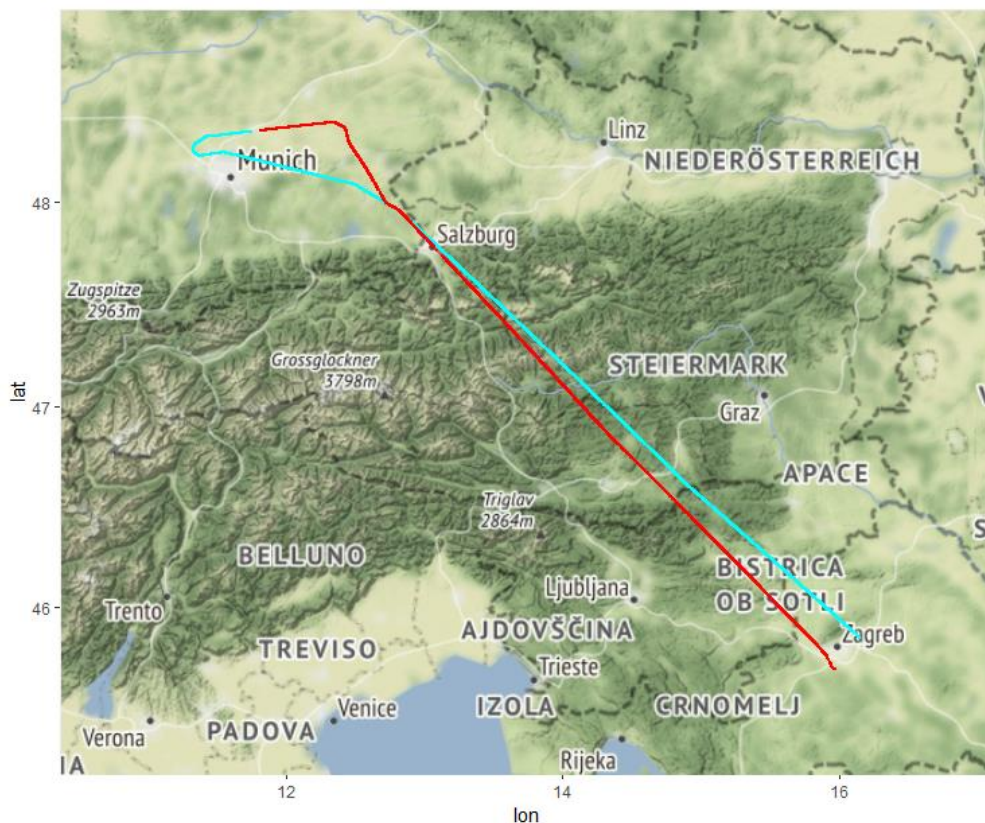 Linz
NIEDERÖSTERREICH
Munich
48
Salzburg
Zugspitze
2963m
Grossglockner
3798m
STEIERMARK
47
Graz
APACE
Triglav
2864m
BELLUNO
BISTRICA
OB SOTLI
Ljubljana
46
Trento
AJDOVŠČINA
Zagreb
TREVISO
Trieste
IZOLA
CRNOMELJ
Venice
PADOVA
Verona
Rijeka
IA
12
14
16
lon
lat